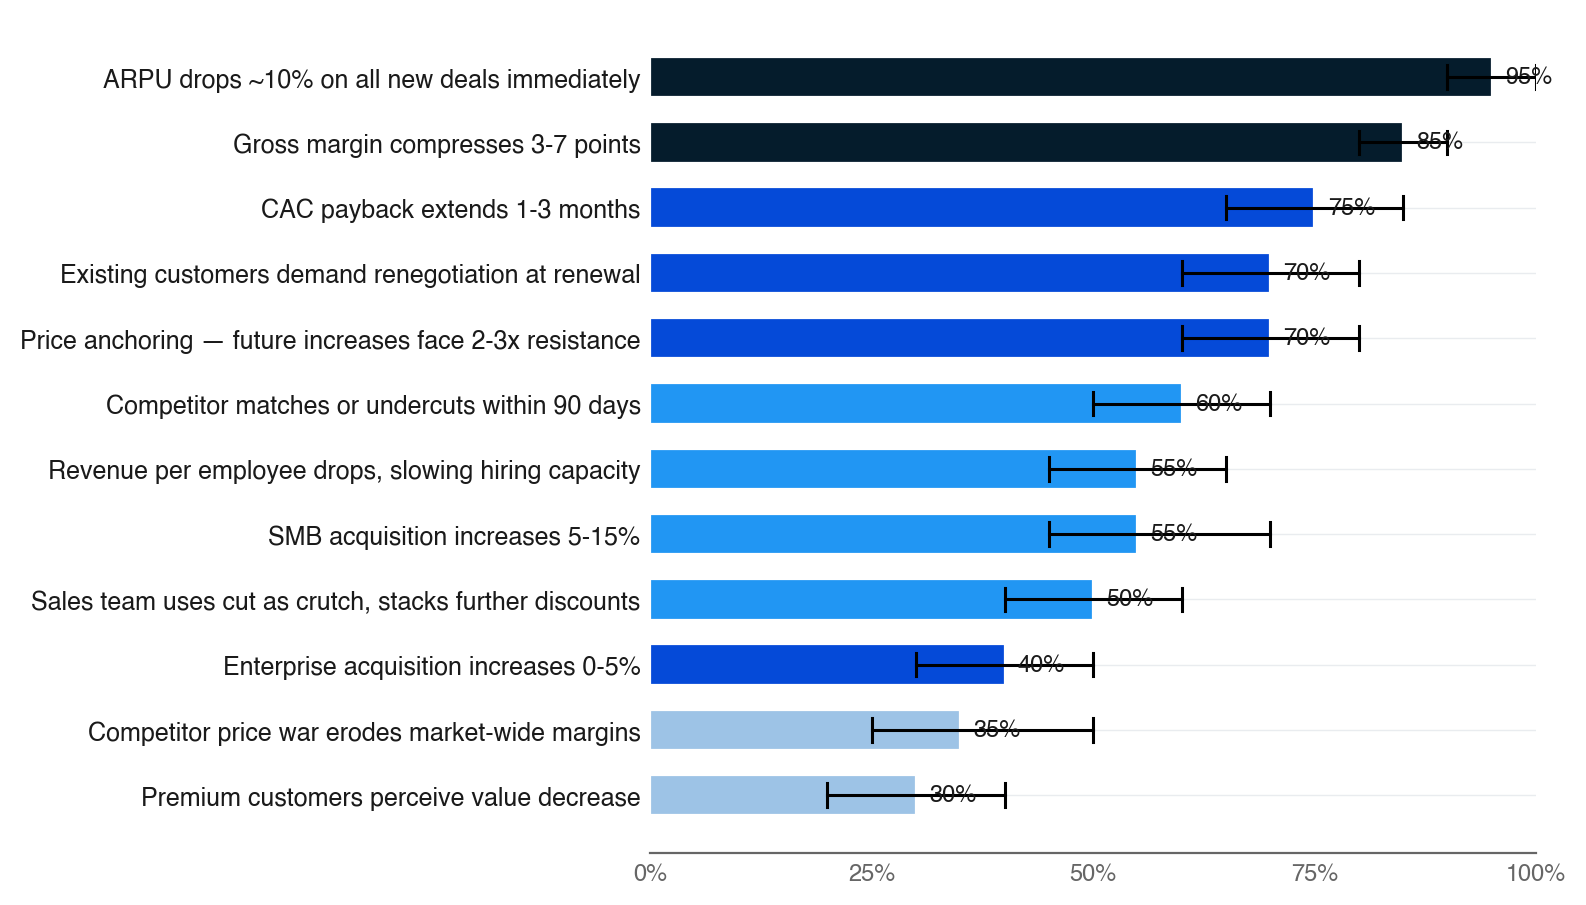 ARPU drops ~10% on all new deals immediately 95%
Gross margin compresses 3-7 points 85%
CAC payback extends 1-3 months 75%
Existing customers demand renegotiation at renewal 70%
Price anchoring — future increases face 2-3x resistance 70%
Competitor matches or undercuts within 90 days 60%
Revenue per employee drops, slowing hiring capacity 55%
SMB acquisition increases 5-15% 55%
Sales team uses cut as crutch, stacks further discounts 50%
Enterprise acquisition increases 0-5% 40%
Competitor price war erodes market-wide margins 35%
Premium customers perceive value decrease 30%
0% 25% 50% 75% 100%